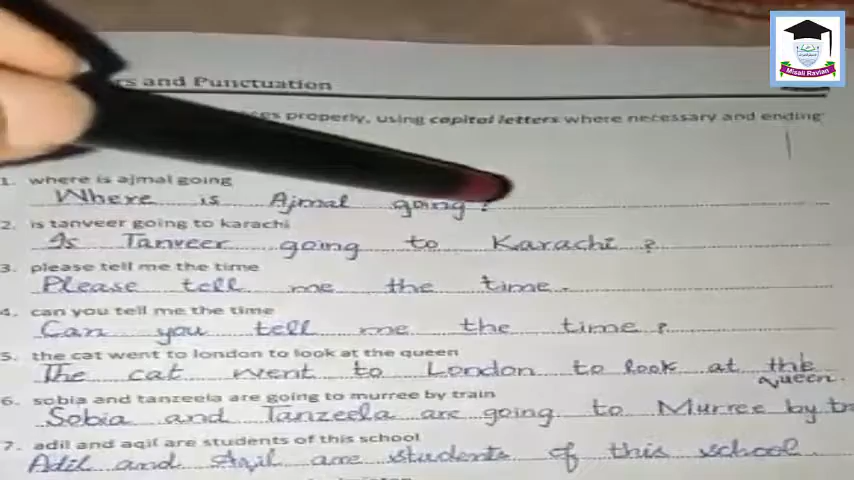 Misali Ravian
rs and Punctuation
es properly, using capital letters where necessary and ending
1. where is ajmal going
Where is Ajmal going?
2. is tanveer going to karachi
Is Tanveer going to Karachi ?
3. please tell me the time
Please tell me the time.
4. can you tell me the time
Can you tell me the time ?
5. the cat went to london to look at the queen
The cat went to London to look at the
queen.
6. sobia and tanzeela are going to murree by train
Sobia and Tanzeela are going to Murree by tra
7. adil and aqil are students of this school
Adil and Aqil are students of this school.